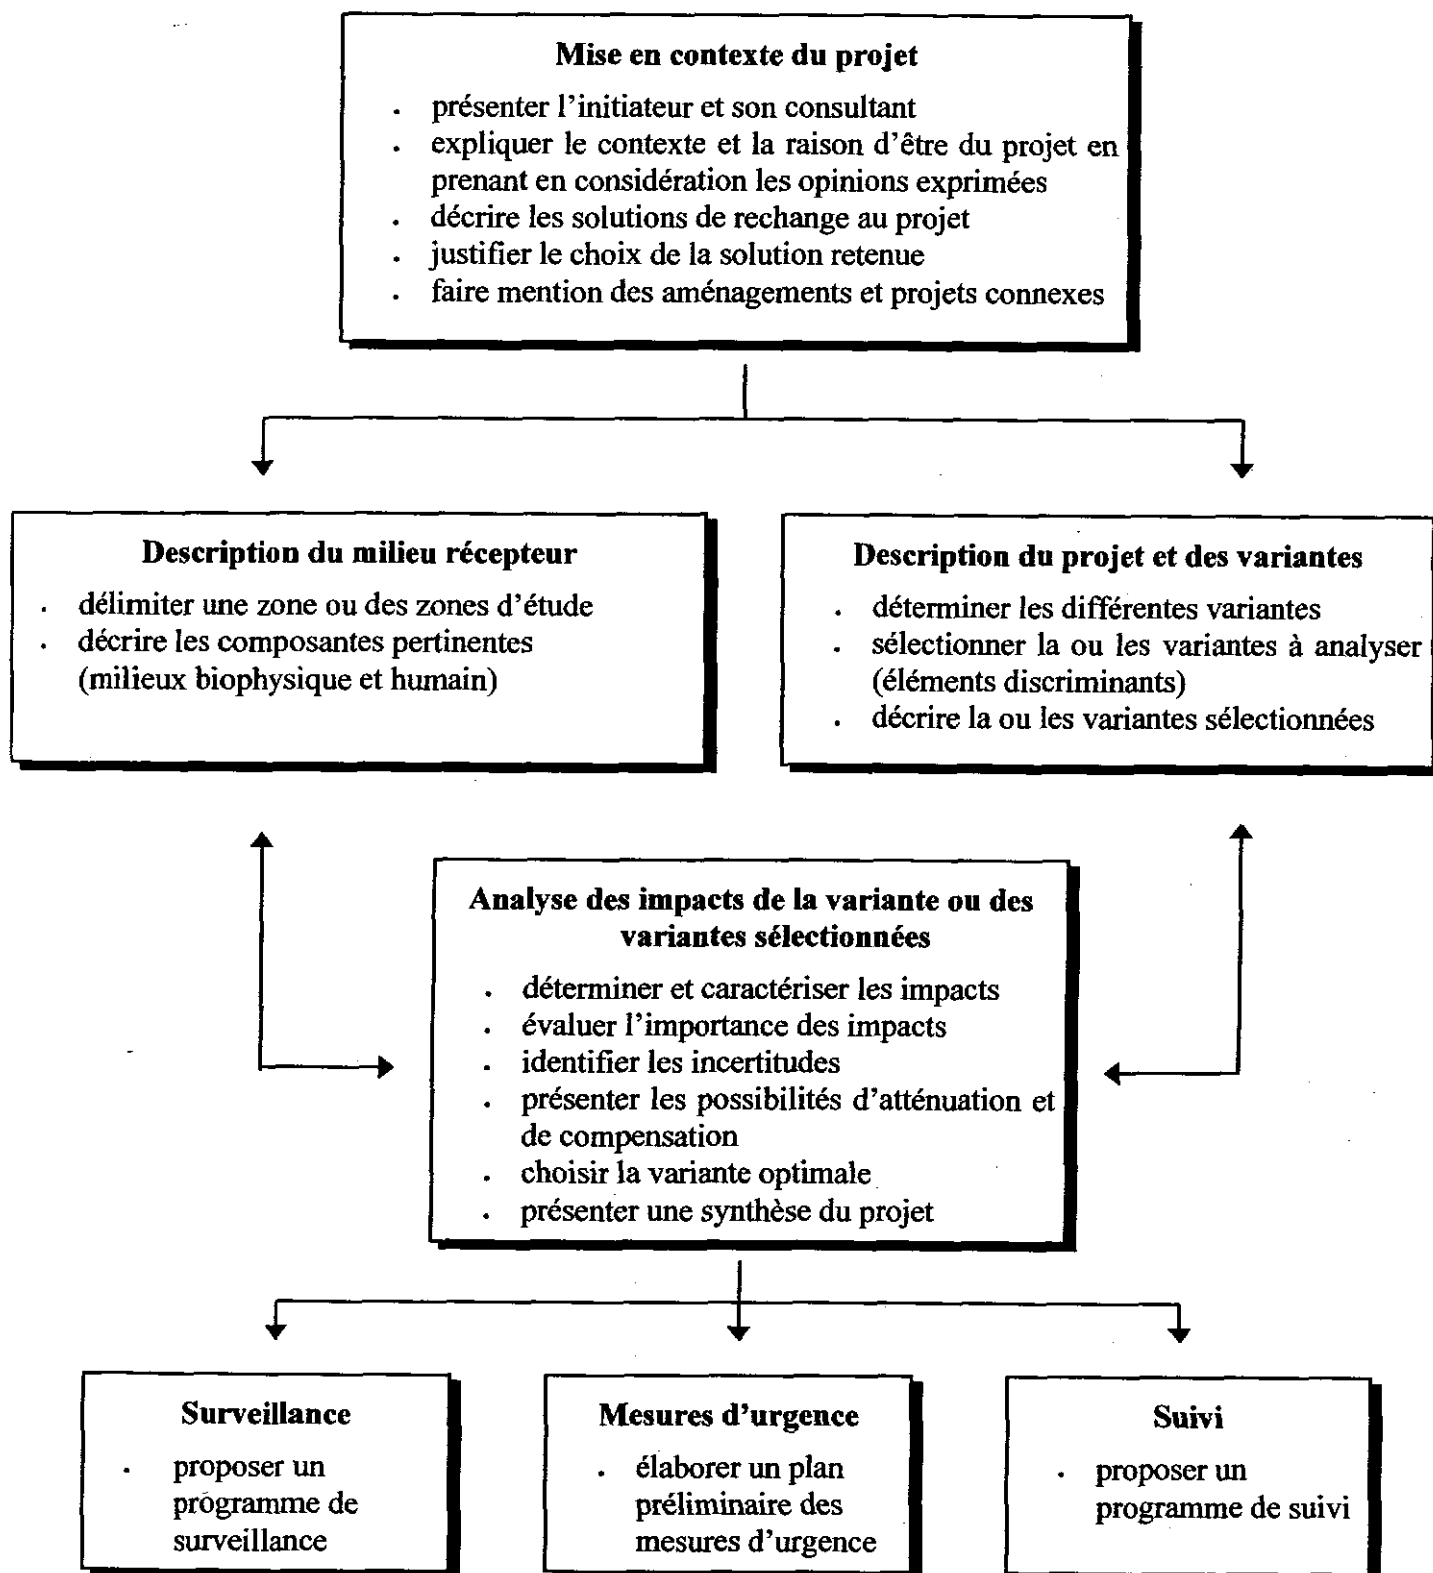 Mise en contexte du projet
. présenter l'initiateur et son consultant
. expliquer le contexte et la raison d'être du projet en
prenant en considération les opinions exprimées
. décrire les solutions de rechange au projet
. justifier le choix de la solution retenue
. faire mention des aménagements et projets connexes
Description du milieu récepteur
. délimiter une zone ou des zones d'étude
. décrire les composantes pertinentes
(milieux biophysique et humain)
Description du projet et des variantes
. déterminer les différentes variantes
. sélectionner la ou les variantes à analyser
(éléments discriminants)
. décrire la ou les variantes sélectionnées
Analyse des impacts de la variante ou des
variantes sélectionnées
. déterminer et caractériser les impacts
. évaluer l'importance des impacts
. identifier les incertitudes
. présenter les possibilités d'atténuation et
de compensation
. choisir la variante optimale
. présenter une synthèse du projet
Surveillance
. proposer un
programme de
surveillance
Mesures d'urgence
. élaborer un plan
préliminaire des
mesures d'urgence
Suivi
. proposer un
programme de suivi